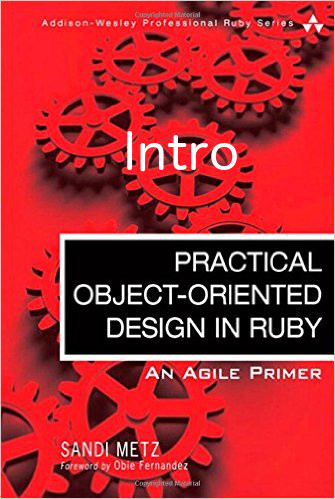 Addison-Wesley Professional Ruby Series
Intro
PRACTICAL
OBJECT-ORIENTED
DESIGN IN RUBY
AN AGILE PRIMER
SANDI METZ
Foreword by Obie Fernandez